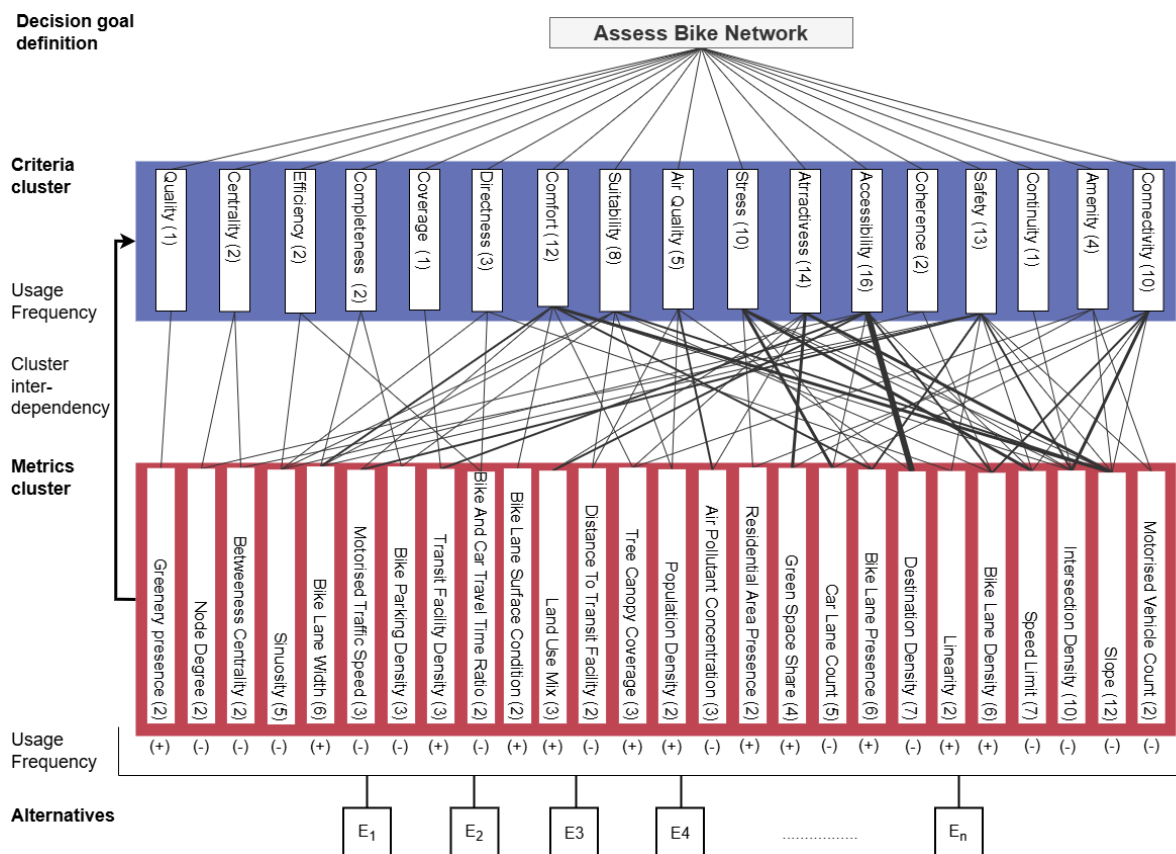 Decision goal
definition
Assess Bike Network
Criteria
cluster
Quality (1)
Centrality (2)
Efficiency (2)
Completeness (2)
Coverage (1)
Directness (3)
Comfort (12)
Suitability (8)
Air Quality (5)
Stress (10)
Atrractivess (14)
Accessibility (16)
Coherence (2)
Safety (13)
Continuity (1)
Amenity (4)
Connectivity (10)
Usage
Frequency
Cluster
inter-
dependency
Metrics
cluster
Greenery presence (2)
Node Degree (2)
Betweeness Centrality (2)
Sinuosity (5)
Bike Lane Width (6)
Motorised Traffic Speed (3)
Bike Parking Density (3)
Transit Facility Density (3)
Bike And Car Travel Time Ratio (2)
Bike Lane Surface Condition (2)
Land Use Mix (3)
Distance To Transit Facility (2)
Tree Canopy Coverage (3)
Population Density (2)
Air Pollutant Concentration (3)
Residential Area Presence (2)
Green Space Share (4)
Car Lane Count (5)
Bike Lane Presence (6)
Destination Density (7)
Linearity (2)
Bike Lane Density (6)
Speed Limit (7)
Intersection Density (10)
Slope (12)
Motorised Vehicle Count (2)
Usage
Frequency
(+) (-) (-) (-) (+) (-) (-) (+) (-) (+) (+) (-) (+) (+) (-) (+) (+) (-) (+) (-) (+) (+) (-) (-) (-) (-)
Alternatives
E1 E2 E3 E4 ................... En